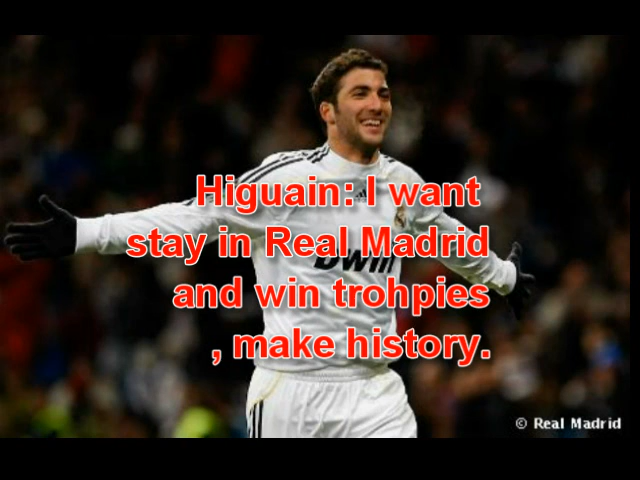 Higuain: I want
stay in Real Madrid
bwin
and win trohpies
, make history.
© Real Madrid